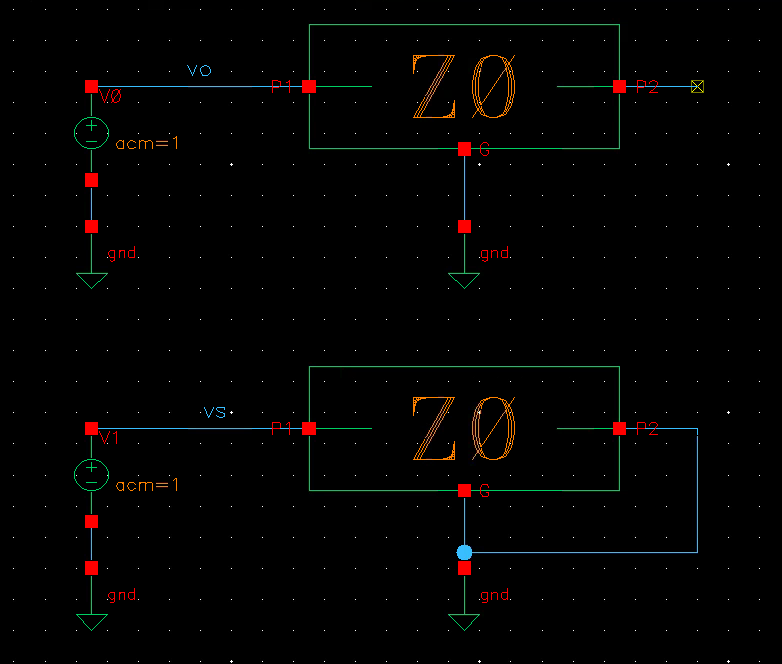 VO
P1 Z0 P2
V0
acm=1
G
gnd
gnd
VS
P1 Z0 P2
V1
acm=1
G
gnd
gnd